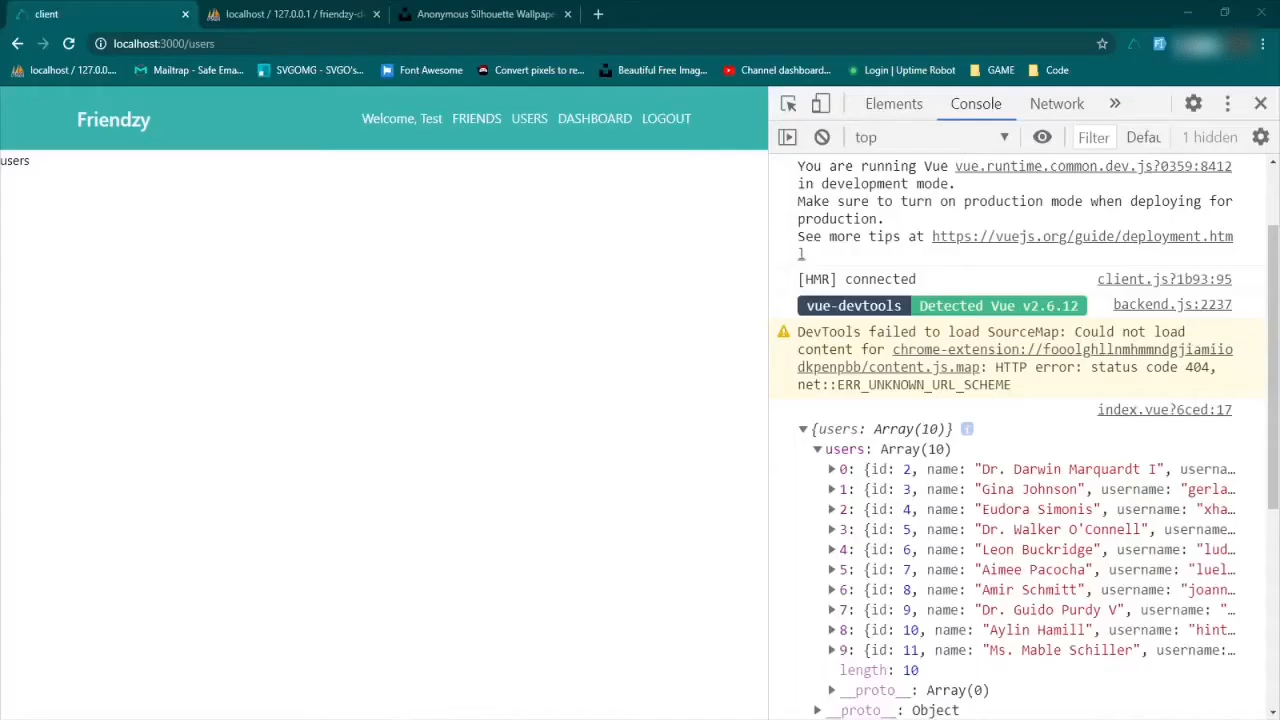 client
localhost / 127.0.0.1 / friendzy-d
Anonymous Silhouette Wallpape
localhost:3000/users
localhost / 127.0.0....
Mailtrap - Safe Ema...
SVGOMG - SVGO's...
Font Awesome
Convert pixels to re...
Beautiful Free Imag...
Channel dashboard...
Login | Uptime Robot
GAME
Code
Friendzy
Welcome, Test FRIENDS USERS DASHBOARD LOGOUT
users
Elements Console Network
top Filter Defau 1 hidden
You are running Vue vue.runtime.common.dev.js?0359:8412
in development mode.
Make sure to turn on production mode when deploying for
production.
See more tips at https://vuejs.org/guide/deployment.htm
l
[HMR] connected client.js?1b93:95
vue-devtools Detected Vue v2.6.12 backend.js:2237
DevTools failed to load SourceMap: Could not load
content for chrome-extension://fooolghllnmhmmndgjiamiio
dkpenpbb/content.js.map: HTTP error: status code 404,
net::ERR_UNKNOWN_URL_SCHEME
index.vue?6ced:17
{users: Array(10)}
users: Array(10)
0: {id: 2, name: "Dr. Darwin Marquardt I", userna…
1: {id: 3, name: "Gina Johnson", username: "gerla…
2: {id: 4, name: "Eudora Simonis", username: "xha…
3: {id: 5, name: "Dr. Walker O'Connell", username…
4: {id: 6, name: "Leon Buckridge", username: "lud…
5: {id: 7, name: "Aimee Pacocha", username: "luel…
6: {id: 8, name: "Amir Schmitt", username: "joann…
7: {id: 9, name: "Dr. Guido Purdy V", username: "…
8: {id: 10, name: "Aylin Hamill", username: "hint…
9: {id: 11, name: "Ms. Mable Schiller", username:…
length: 10
__proto__: Array(0)
__proto__: Object